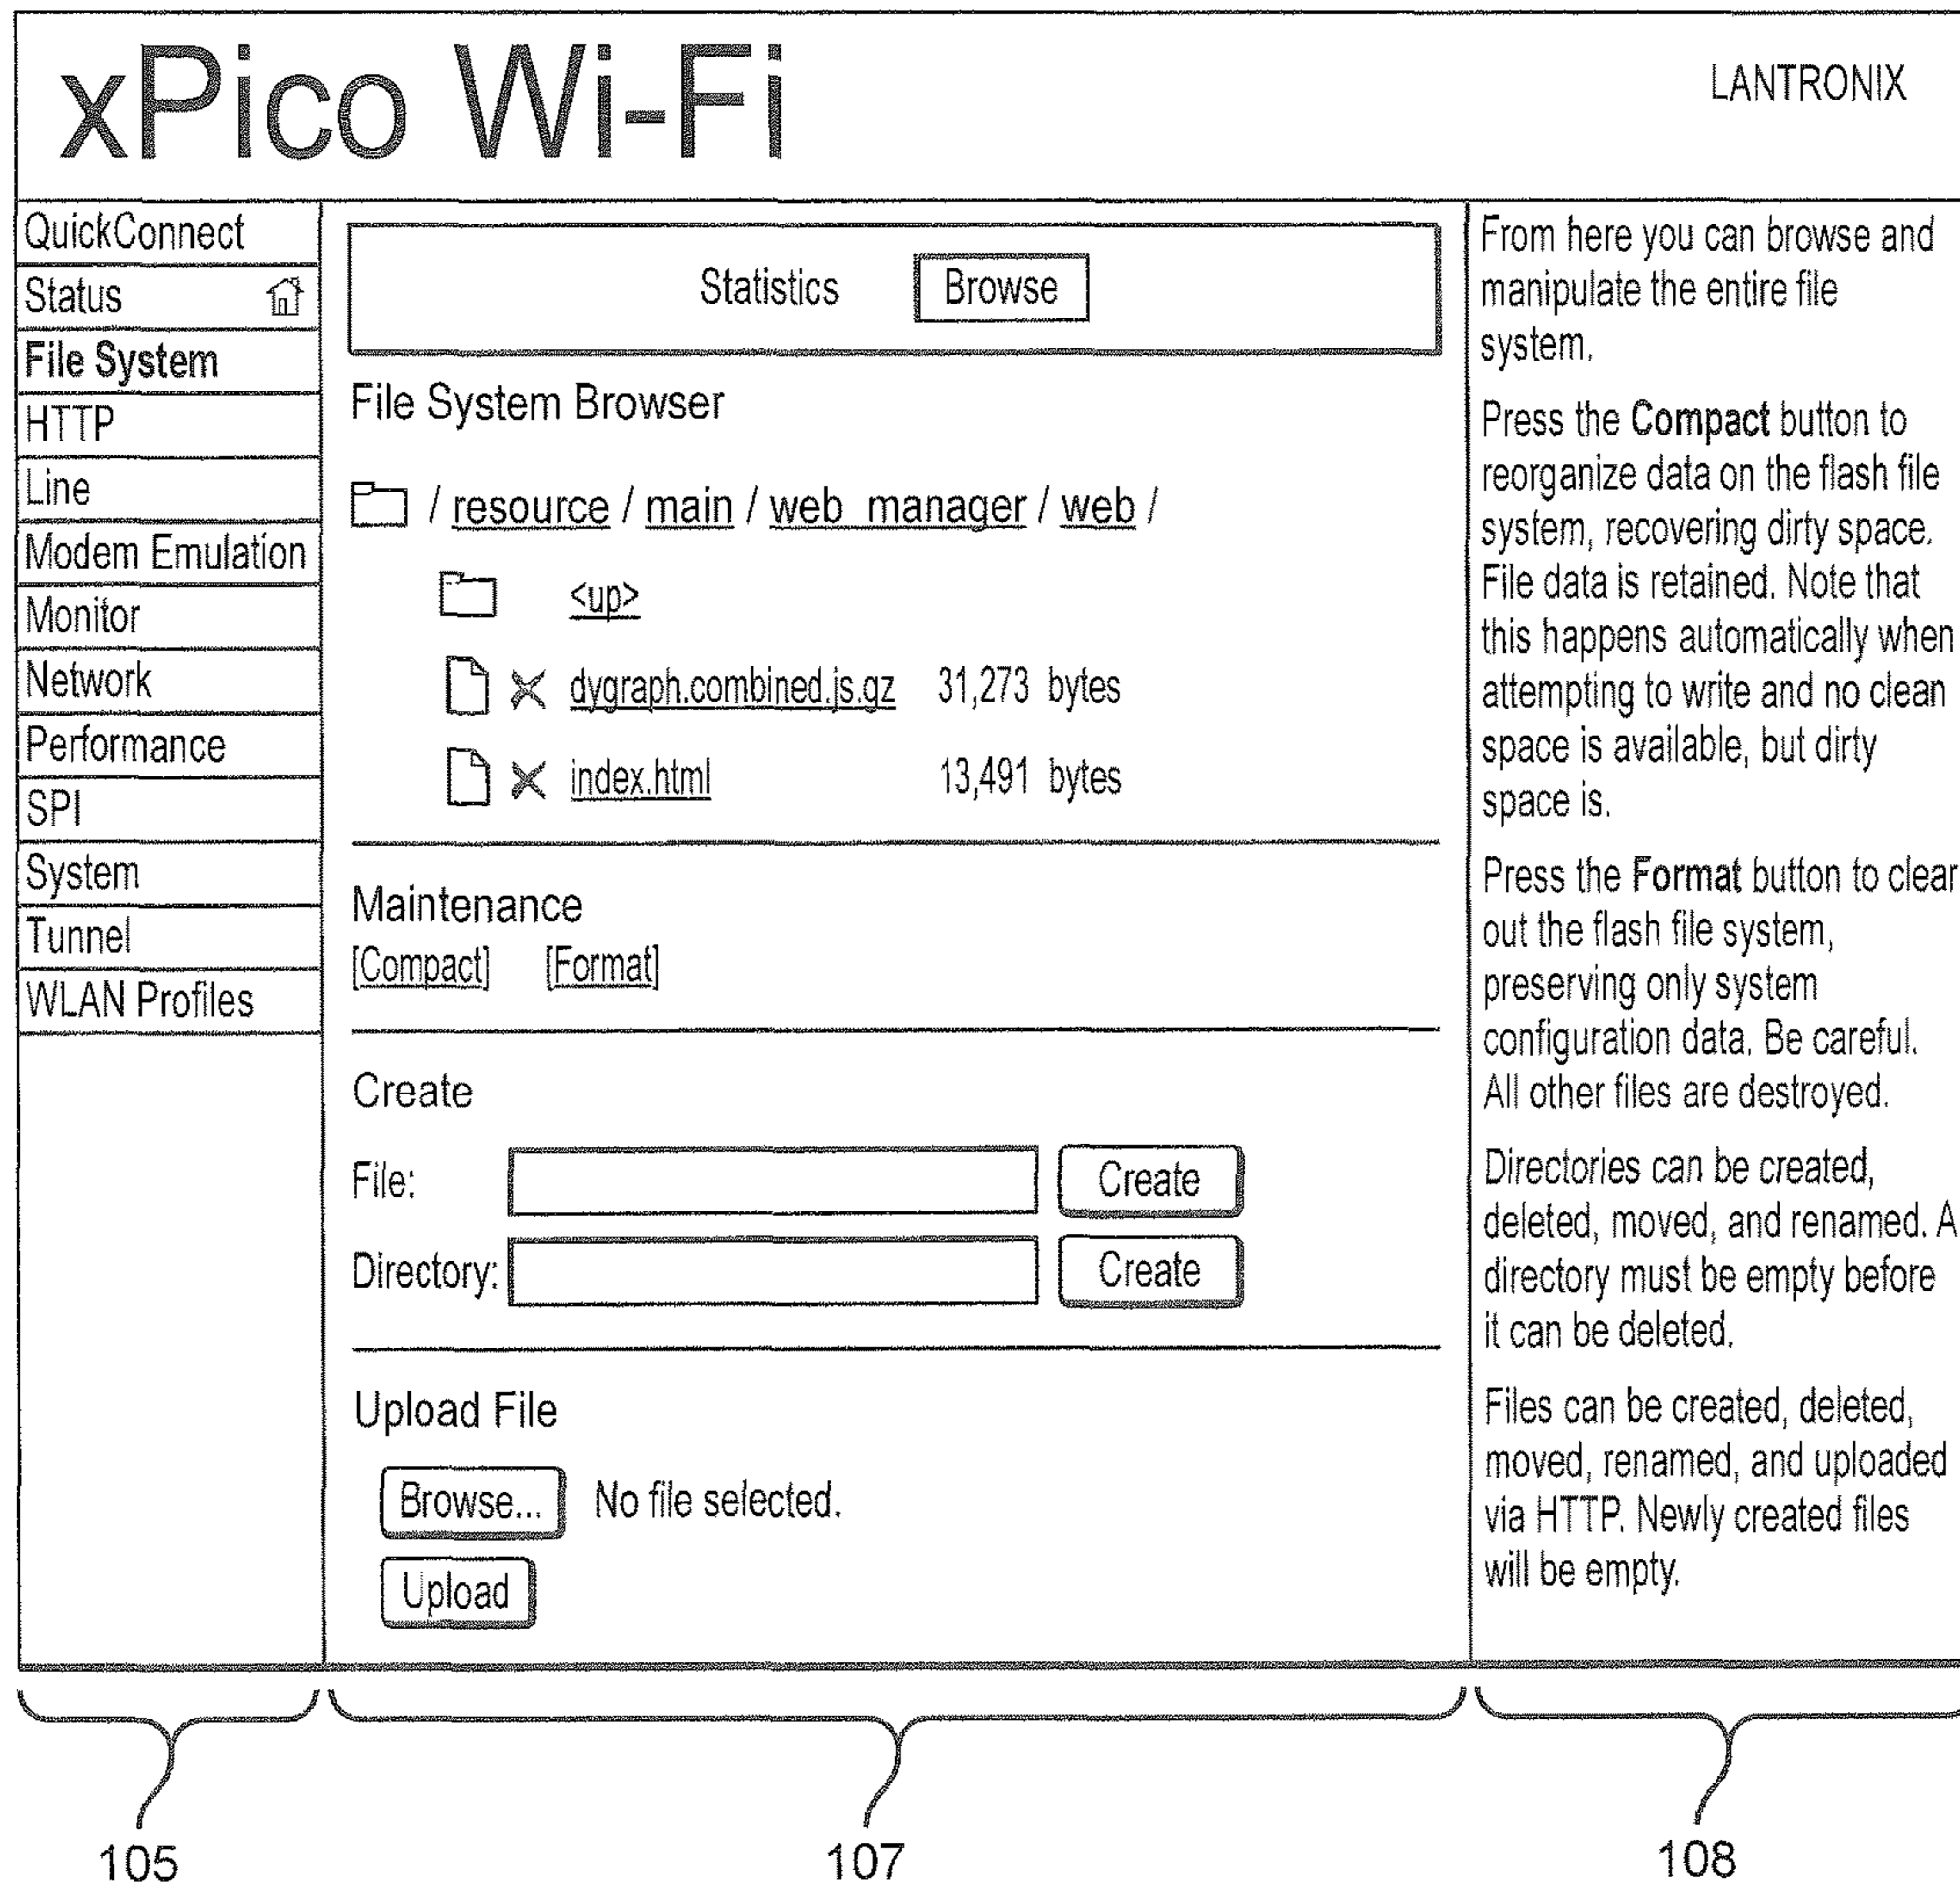 xPico Wi-Fi
LANTRONIX
QuickConnect
Status
File System
HTTP
Line
Modem Emulation
Monitor
Network
Performance
SPI
System
Tunnel
WLAN Profiles
Statistics Browse
File System Browser
/ resource / main / web_manager / web /
<up>
dygraph.combined.js.gz 31,273 bytes
index.html 13,491 bytes
Maintenance
[Compact] [Format]
Create
File: Create
Directory: Create
Upload File
Browse... No file selected.
Upload
From here you can browse and
manipulate the entire file
system.
Press the Compact button to
reorganize data on the flash file
system, recovering dirty space.
File data is retained. Note that
this happens automatically when
attempting to write and no clean
space is available, but dirty
space is.
Press the Format button to clear
out the flash file system,
preserving only system
configuration data. Be careful.
All other files are destroyed.
Directories can be created,
deleted, moved, and renamed. A
directory must be empty before
it can be deleted.
Files can be created, deleted,
moved, renamed, and uploaded
via HTTP. Newly created files
will be empty.
105
107
108